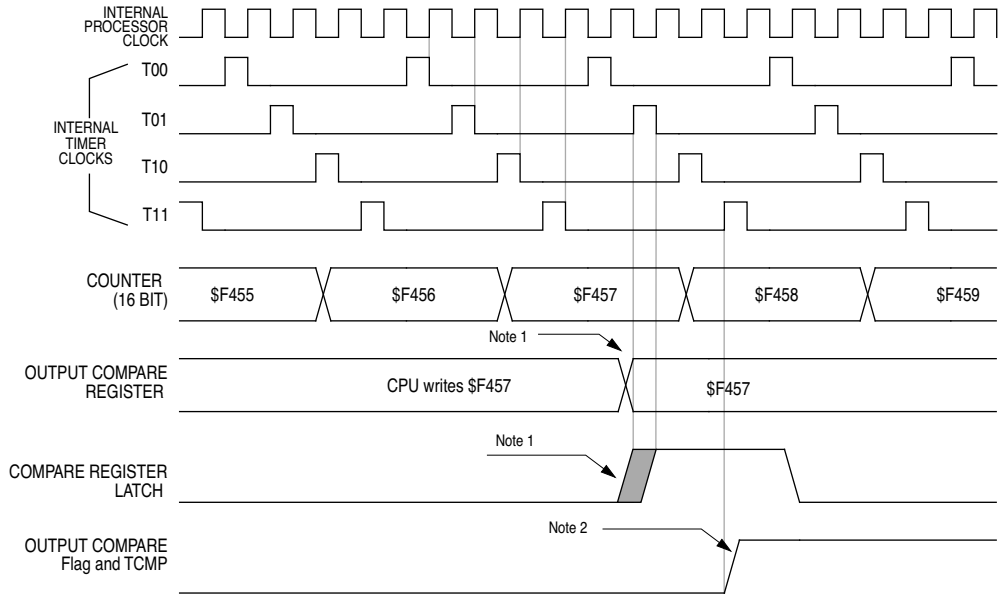 INTERNAL
PROCESSOR
CLOCK
T00
T01
INTERNAL
TIMER
CLOCKS
T10
T11
COUNTER
(16 BIT)
$F455
$F456
$F457
$F458
$F459
Note 1
OUTPUT COMPARE
REGISTER
CPU writes $F457
$F457
Note 1
COMPARE REGISTER
LATCH
Note 2
OUTPUT COMPARE
Flag and TCMP